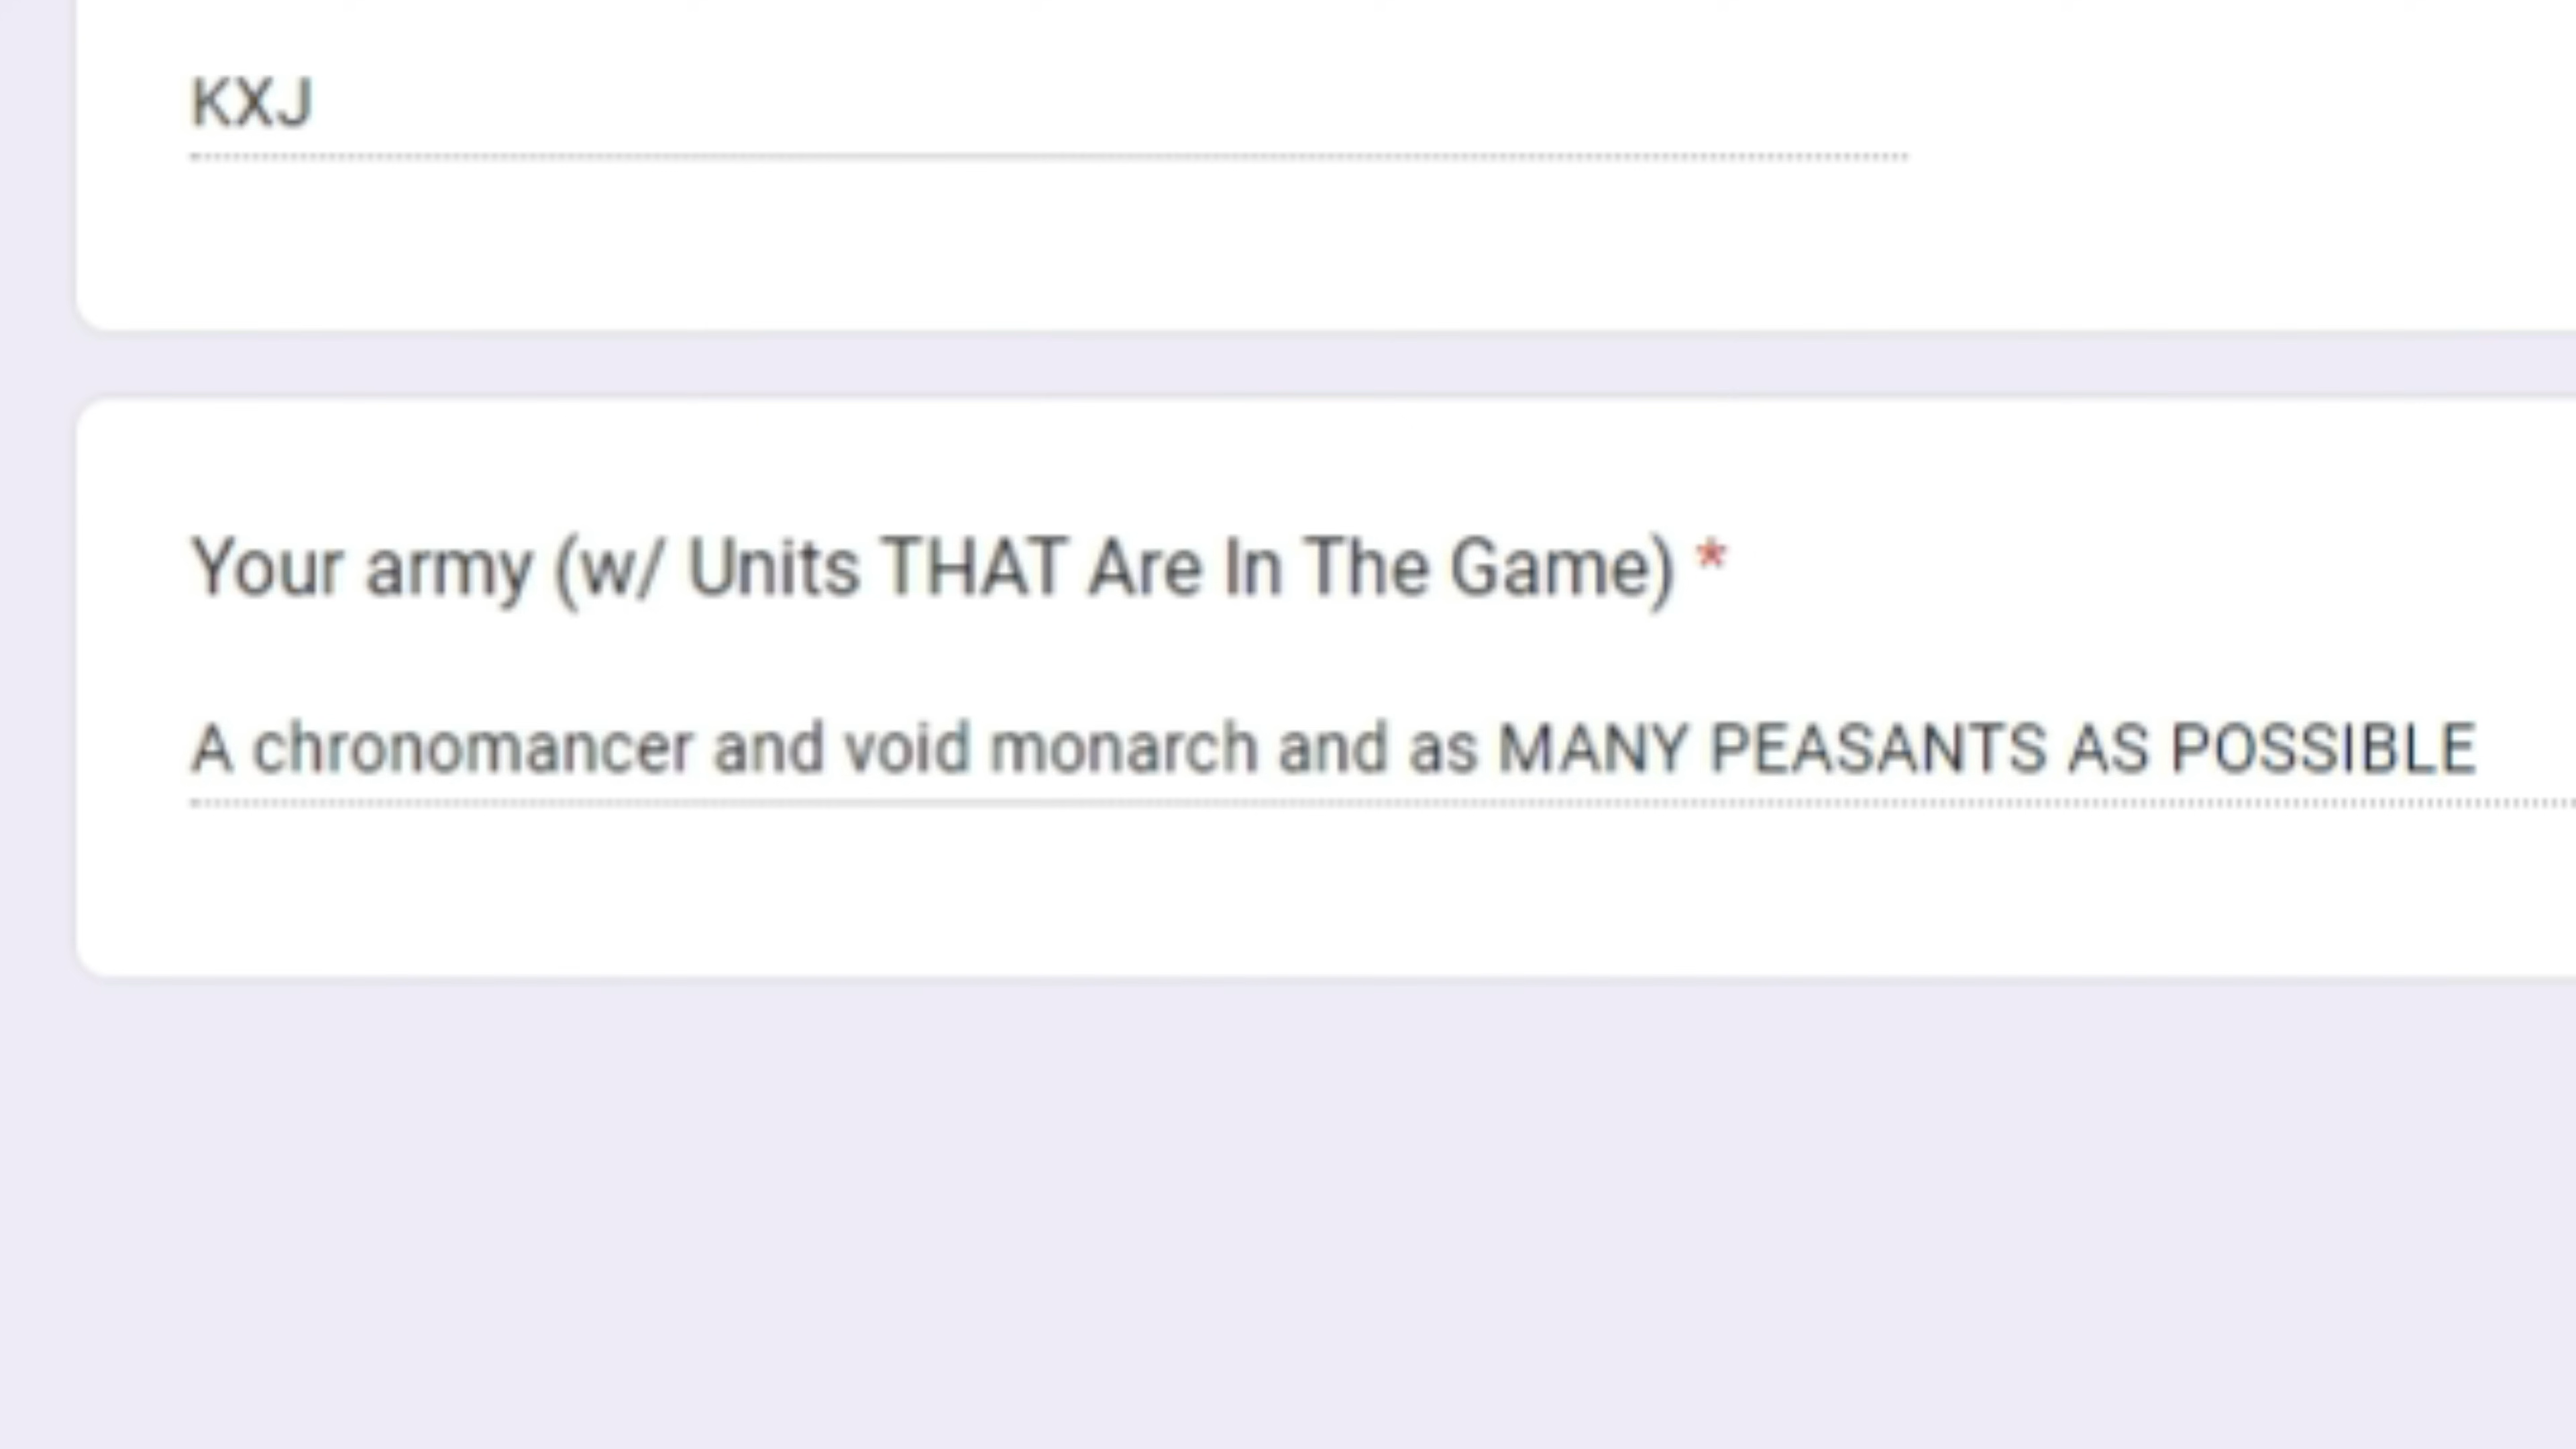 KXJ
Your army (w/ Units THAT Are In The Game) *
A chronomancer and void monarch and as MANY PEASANTS AS POSSIBLE